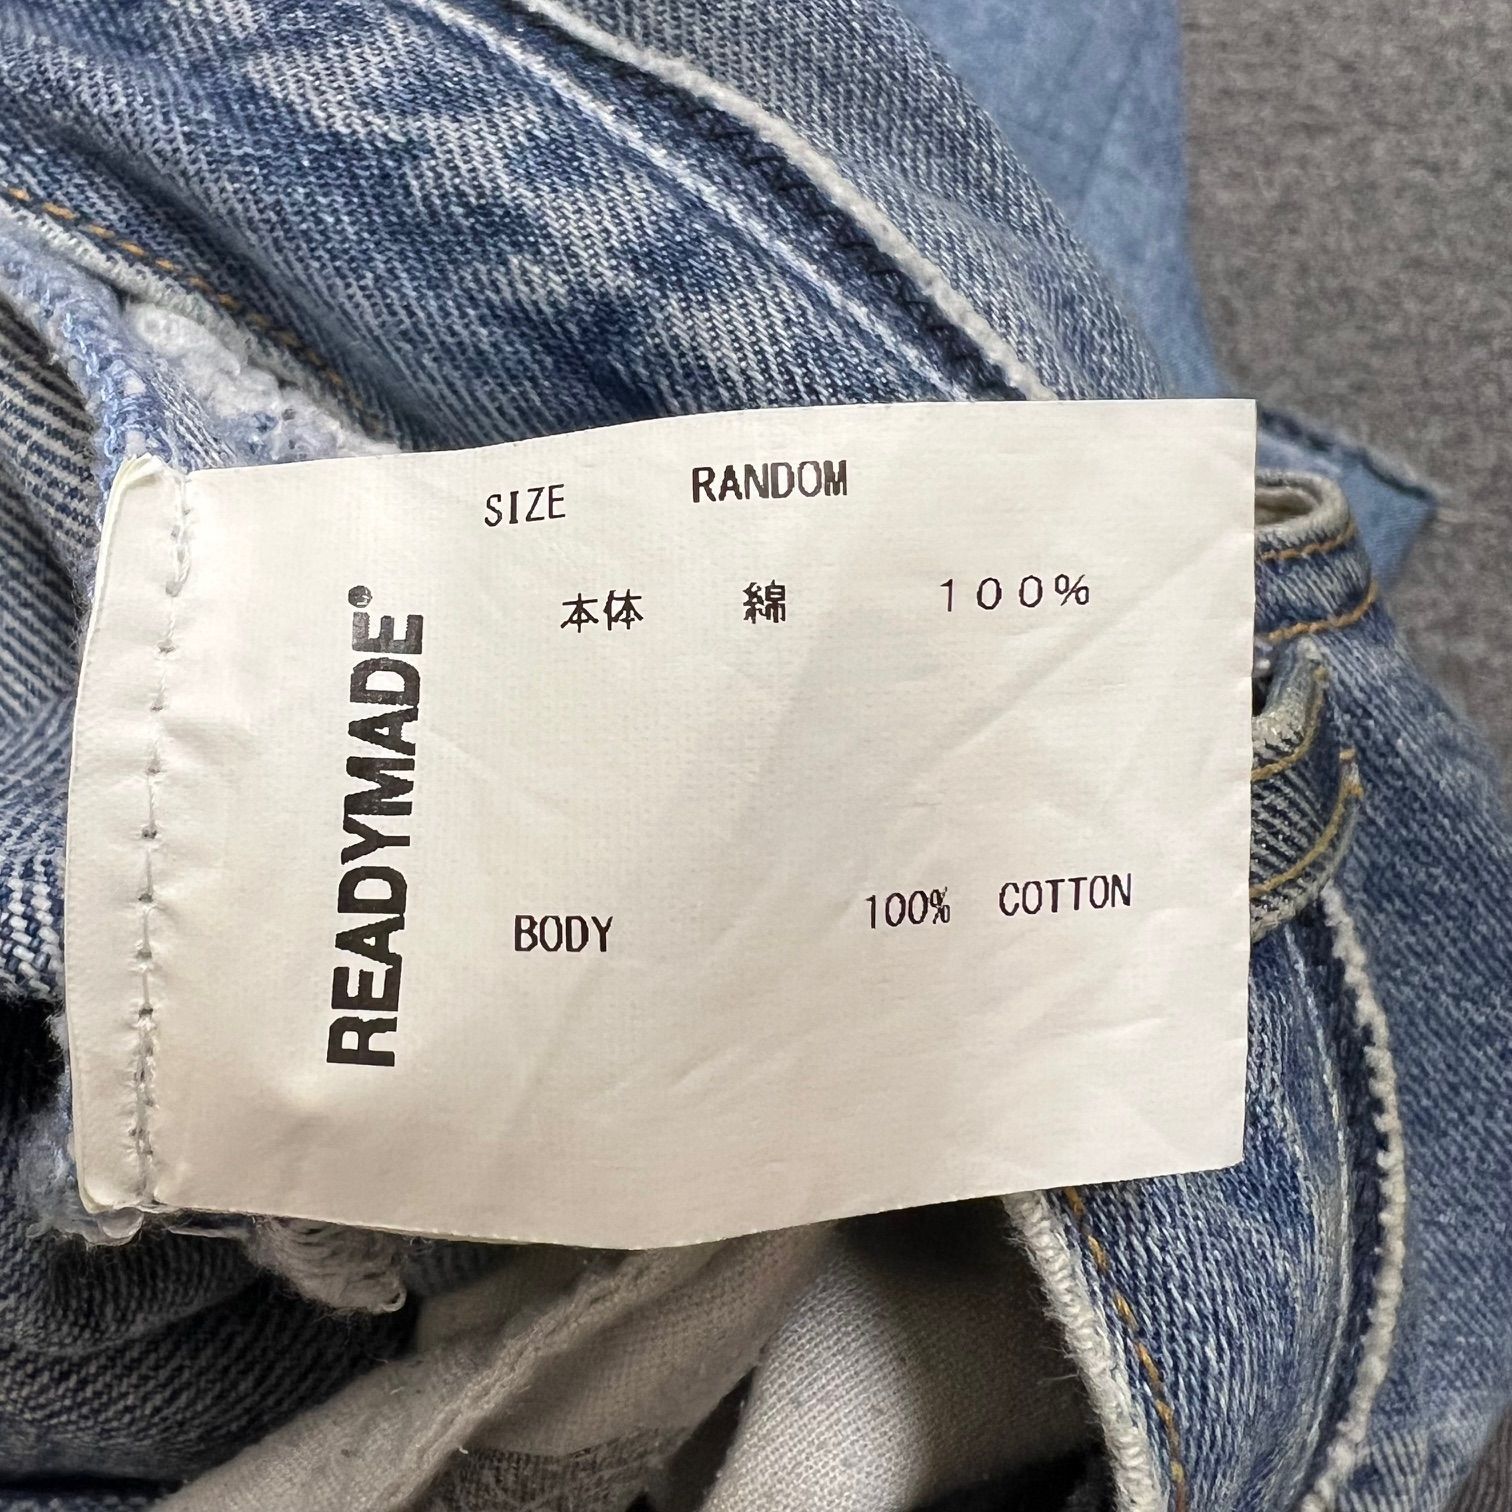 SIZE RANDOM
本体 綿 100%
READYMADE®
BODY 100% COTTON